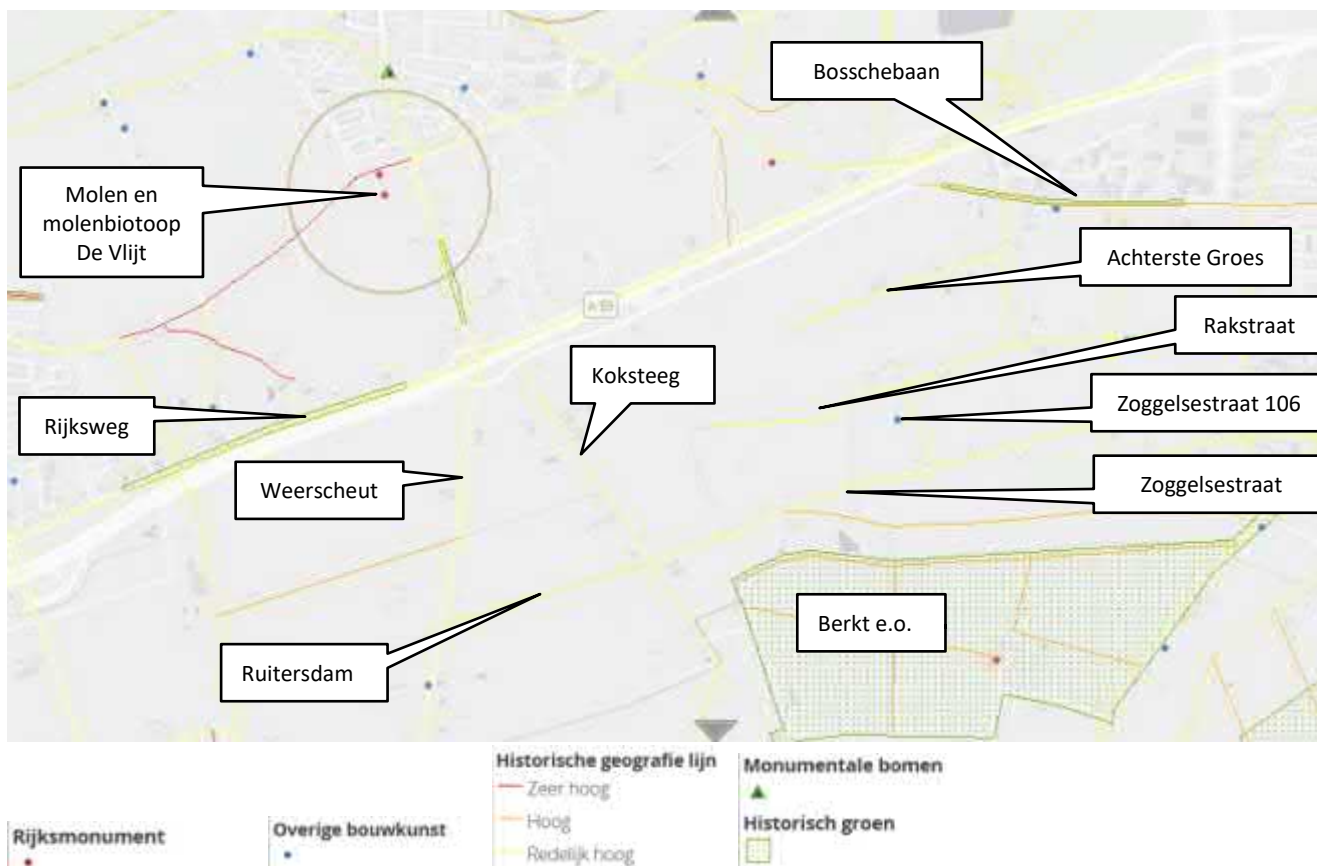 Bosschebaan
Molen en
molenbiotoop
De Vlijt
Achterste Groes
Rakstraat
Koksteeg
Zoggelsestraat 106
Rijksweg
Weerscheut
Zoggelsestraat
Berkt e.o.
Ruitersdam
Historische geografie lijn
Zeer hoog
Hoog
Redelijk hoog
Monumentale bomen
Historisch groen
Rijksmonument
Overige bouwkunst